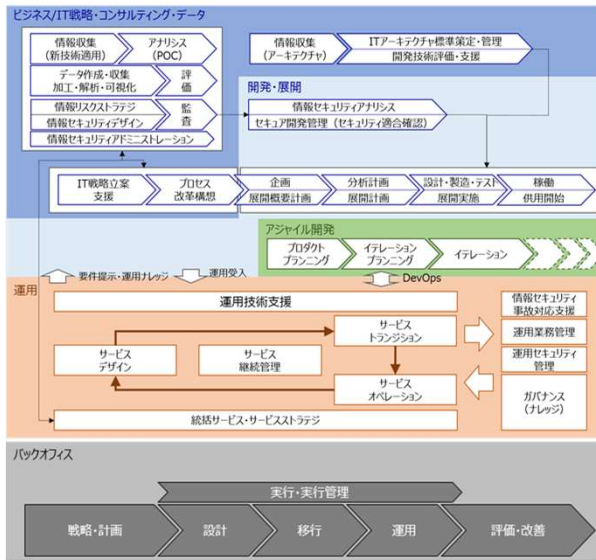 ビジネス/IT戦略・コンサルティング・データ
情報収集
(新技術適用)
アナリシス
(POC)
データ作成・収集
加工・解析・可視化
評
価
情報リスクストラテジ
情報セキュリティデザイン
監
査
情報セキュリティアドミニストレーション
情報収集
(アーキテクチャ)
ITアーキテクチャ標準策定・管理
開発技術評価・支援
開発・展開
情報セキュリティアナリシス
セキュア開発管理(セキュリティ適合確認)
IT戦略立案
支援
プロセス
改革構想
企画
展開概要計画
分析計画
展開計画
設計・製造・テスト
展開実施
稼働
供用開始
アジャイル開発
プロダクト
プランニング
イテレーション
プランニング
イテレーション
要件提示・運用ナレッジ
運用受入
DevOps
運用
運用技術支援
サービス
デザイン
サービス
継続管理
サービス
トランジション
サービス
オペレーション
統括サービス・サービスストラテジ
情報セキュリティ
事故対応支援
運用業務管理
運用セキュリティ
管理
ガバナンス
(ナレッジ)
バックオフィス
実行・実行管理
戦略・計画
設計
移行
運用
評価・改善